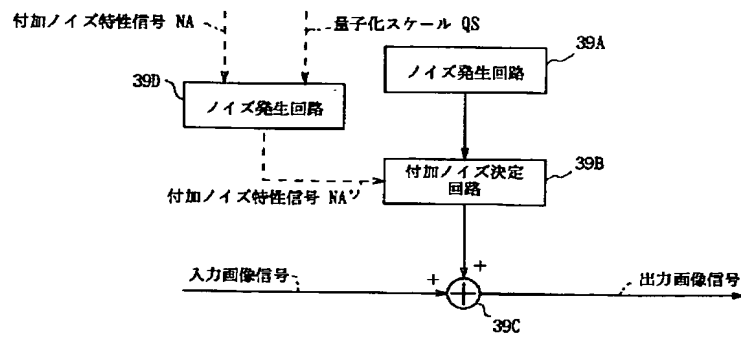 付加ノイズ特性信号 NA
量子化スケール QS
39A
ノイズ発生回路
39D
ノイズ発生回路
39B
付加ノイズ決定
回路
付加ノイズ特性信号 NA''
入力画像信号
+
+
出力画像信号
39C